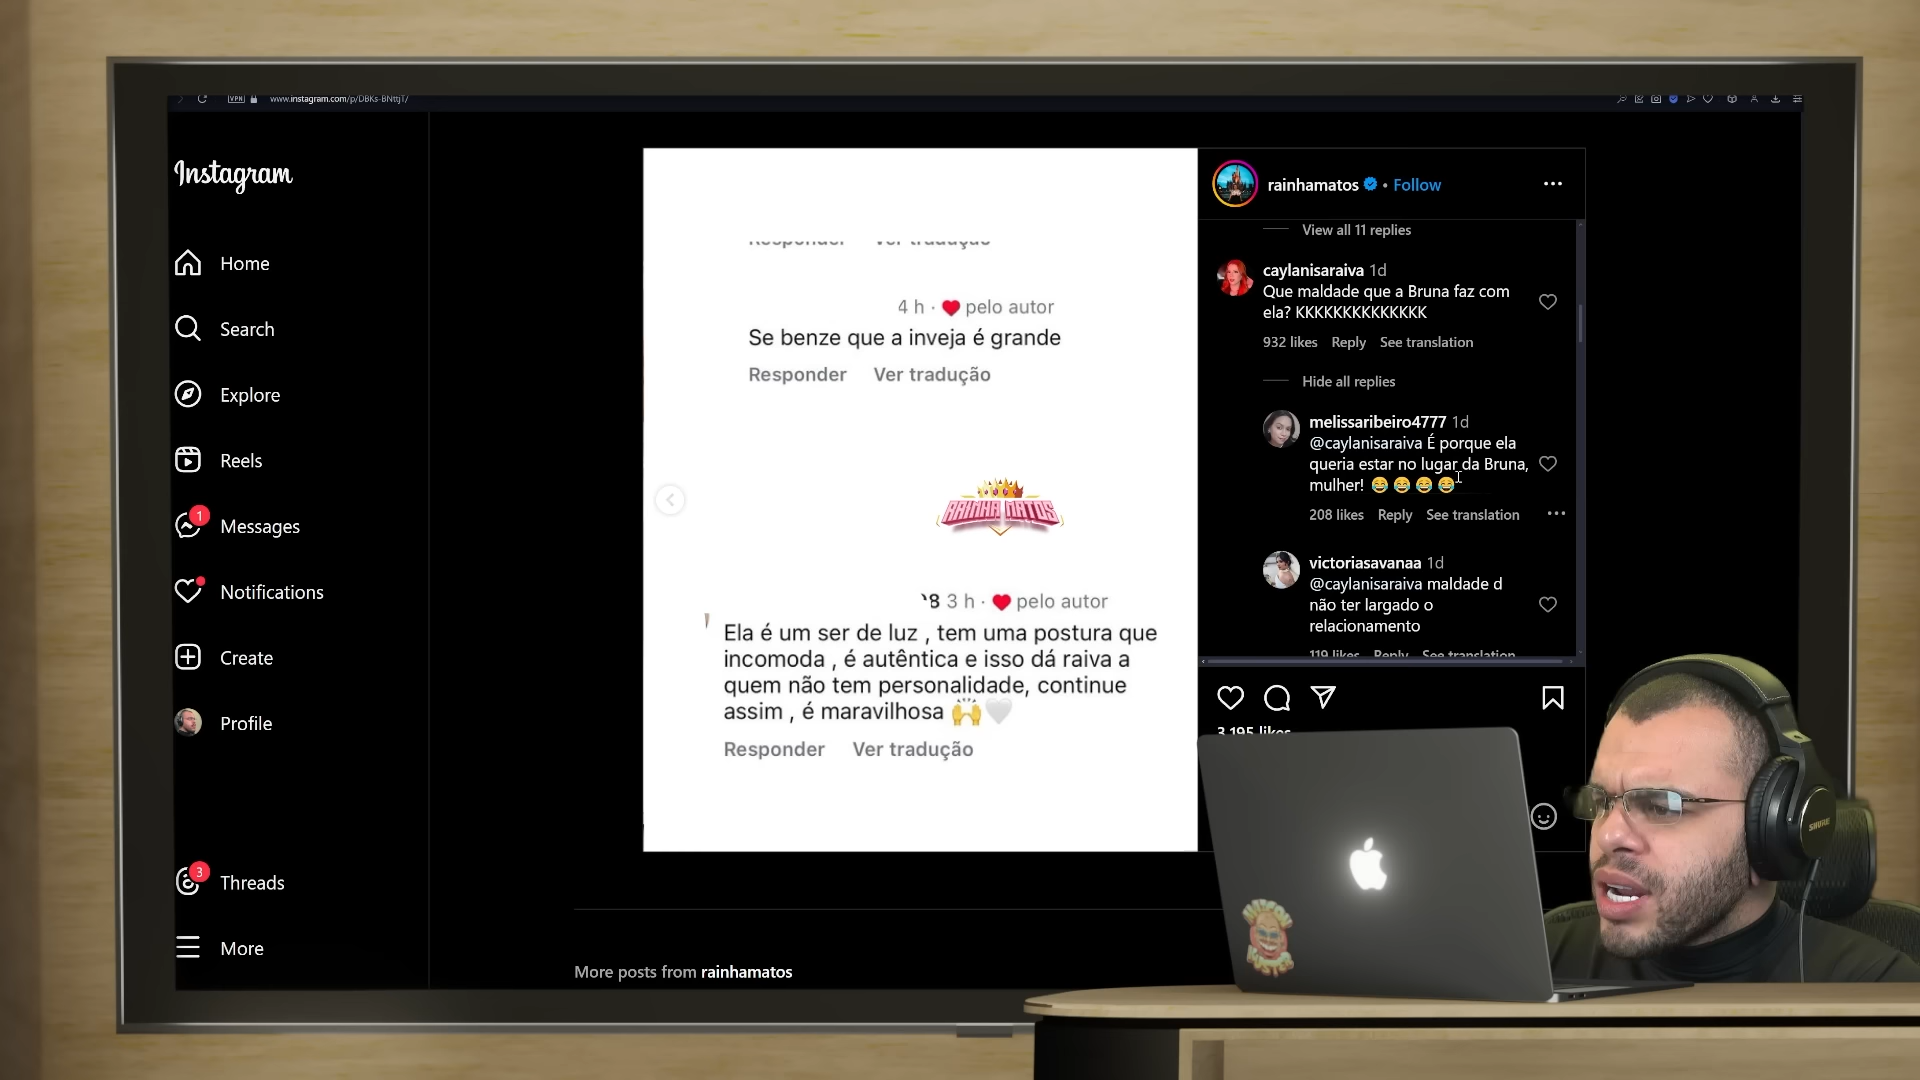 VPN www.instagram.com/p/DBKs-BNttjT/
Instagram
Home
Search
Explore
Reels
1
Messages
Notifications
Create
Profile
3
Threads
More
Responder Ver tradução
4 h · pelo autor
Se benze que a inveja é grande
Responder Ver tradução
RAINHA MATOS
8 3 h · pelo autor
Ela é um ser de luz , tem uma postura que
incomoda , é autêntica e isso dá raiva a
quem não tem personalidade, continue
assim , é maravilhosa 🙌🤍
Responder Ver tradução
rainhamatos • Follow
View all 11 replies
caylanisaraiva 1d
Que maldade que a Bruna faz com
ela? KKKKKKKKKKKKKK
932 likes Reply See translation
Hide all replies
melissaribeiro4777 1d
@caylanisaraiva É porque ela
queria estar no lugar da Bruna,
mulher! 😂😂😂😂
208 likes Reply See translation
victoriasavanaa 1d
@caylanisaraiva maldade d
não ter largado o
relacionamento
119 likes Reply See translation
3,195 likes
More posts from rainhamatos
SHURE